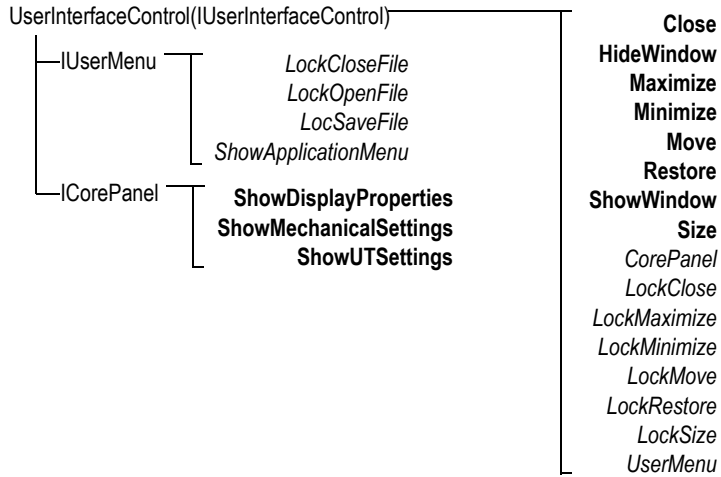 UserInterfaceControl(IUserInterfaceControl)
IUserMenu
LockCloseFile
LockOpenFile
LocSaveFile
ShowApplicationMenu
ICorePanel
ShowDisplayProperties
ShowMechanicalSettings
ShowUTSettings
Close
HideWindow
Maximize
Minimize
Move
Restore
ShowWindow
Size
CorePanel
LockClose
LockMaximize
LockMinimize
LockMove
LockRestore
LockSize
UserMenu